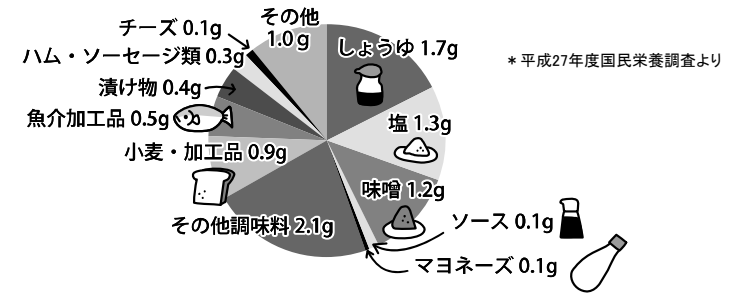 チーズ 0.1g
その他
1.0g
ハム・ソーセージ類 0.3g
しょうゆ 1.7g
＊平成27年度国民栄養調査より
漬け物 0.4g
魚介加工品 0.5g
塩 1.3g
小麦・加工品 0.9g
味噌 1.2g
その他調味料 2.1g
ソース 0.1g
マヨネーズ 0.1g